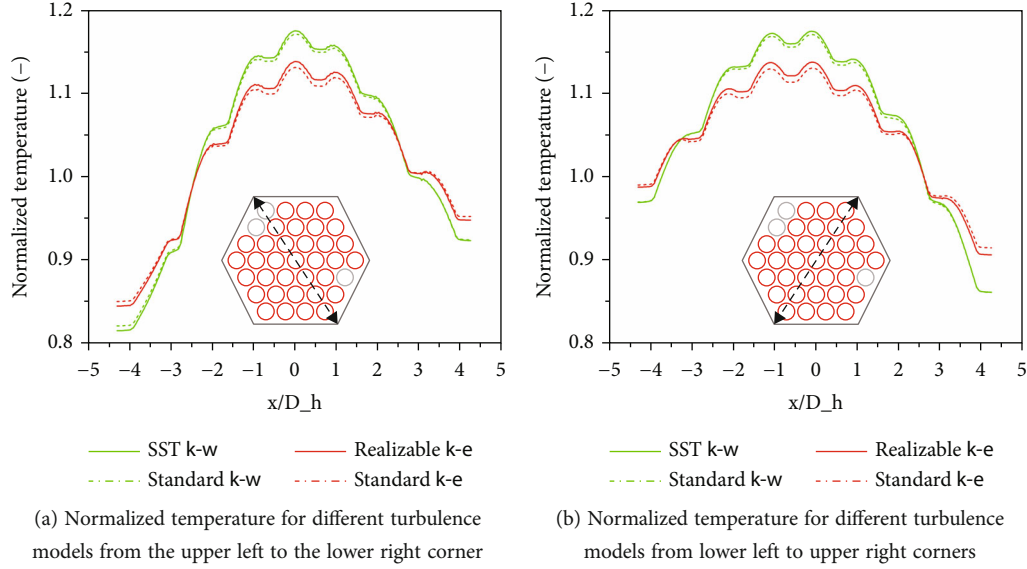 1.2
1.1
1.0
0.9
0.8
Normalized temperature (−)
−5 −4 −3 −2 −1 0 1 2 3 4 5
x/D_h
SST k-w Realizable k-e
Standard k-w Standard k-e
(a) Normalized temperature for different turbulence
models from the upper left to the lower right corner
1.2
1.1
1.0
0.9
0.8
Normalized temperature (−)
−5 −4 −3 −2 −1 0 1 2 3 4 5
x/D_h
SST k-w Realizable k-e
Standard k-w Standard k-e
(b) Normalized temperature for different turbulence
models from lower left to upper right corners